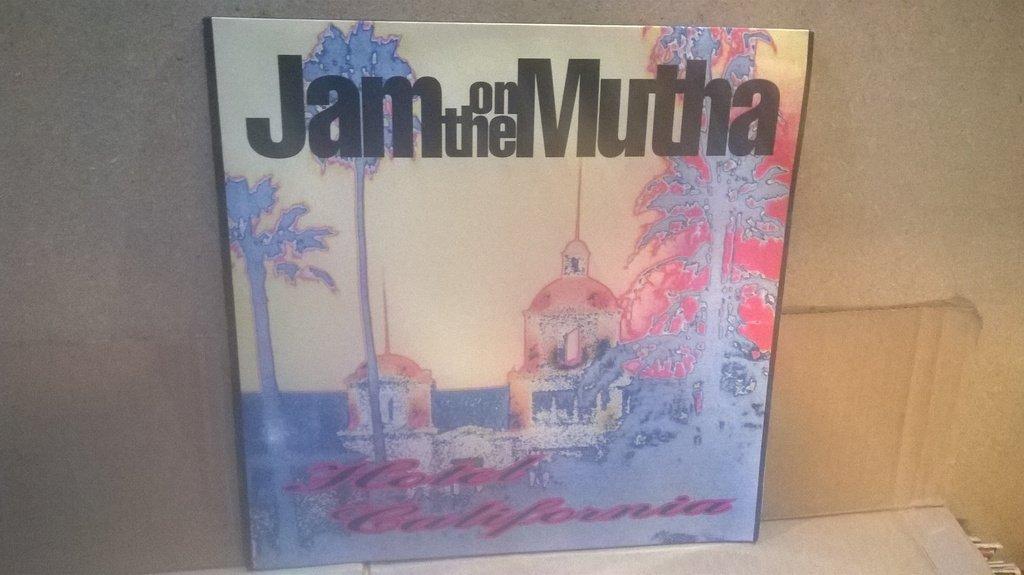 Jam on the Mutha
Hotel
California